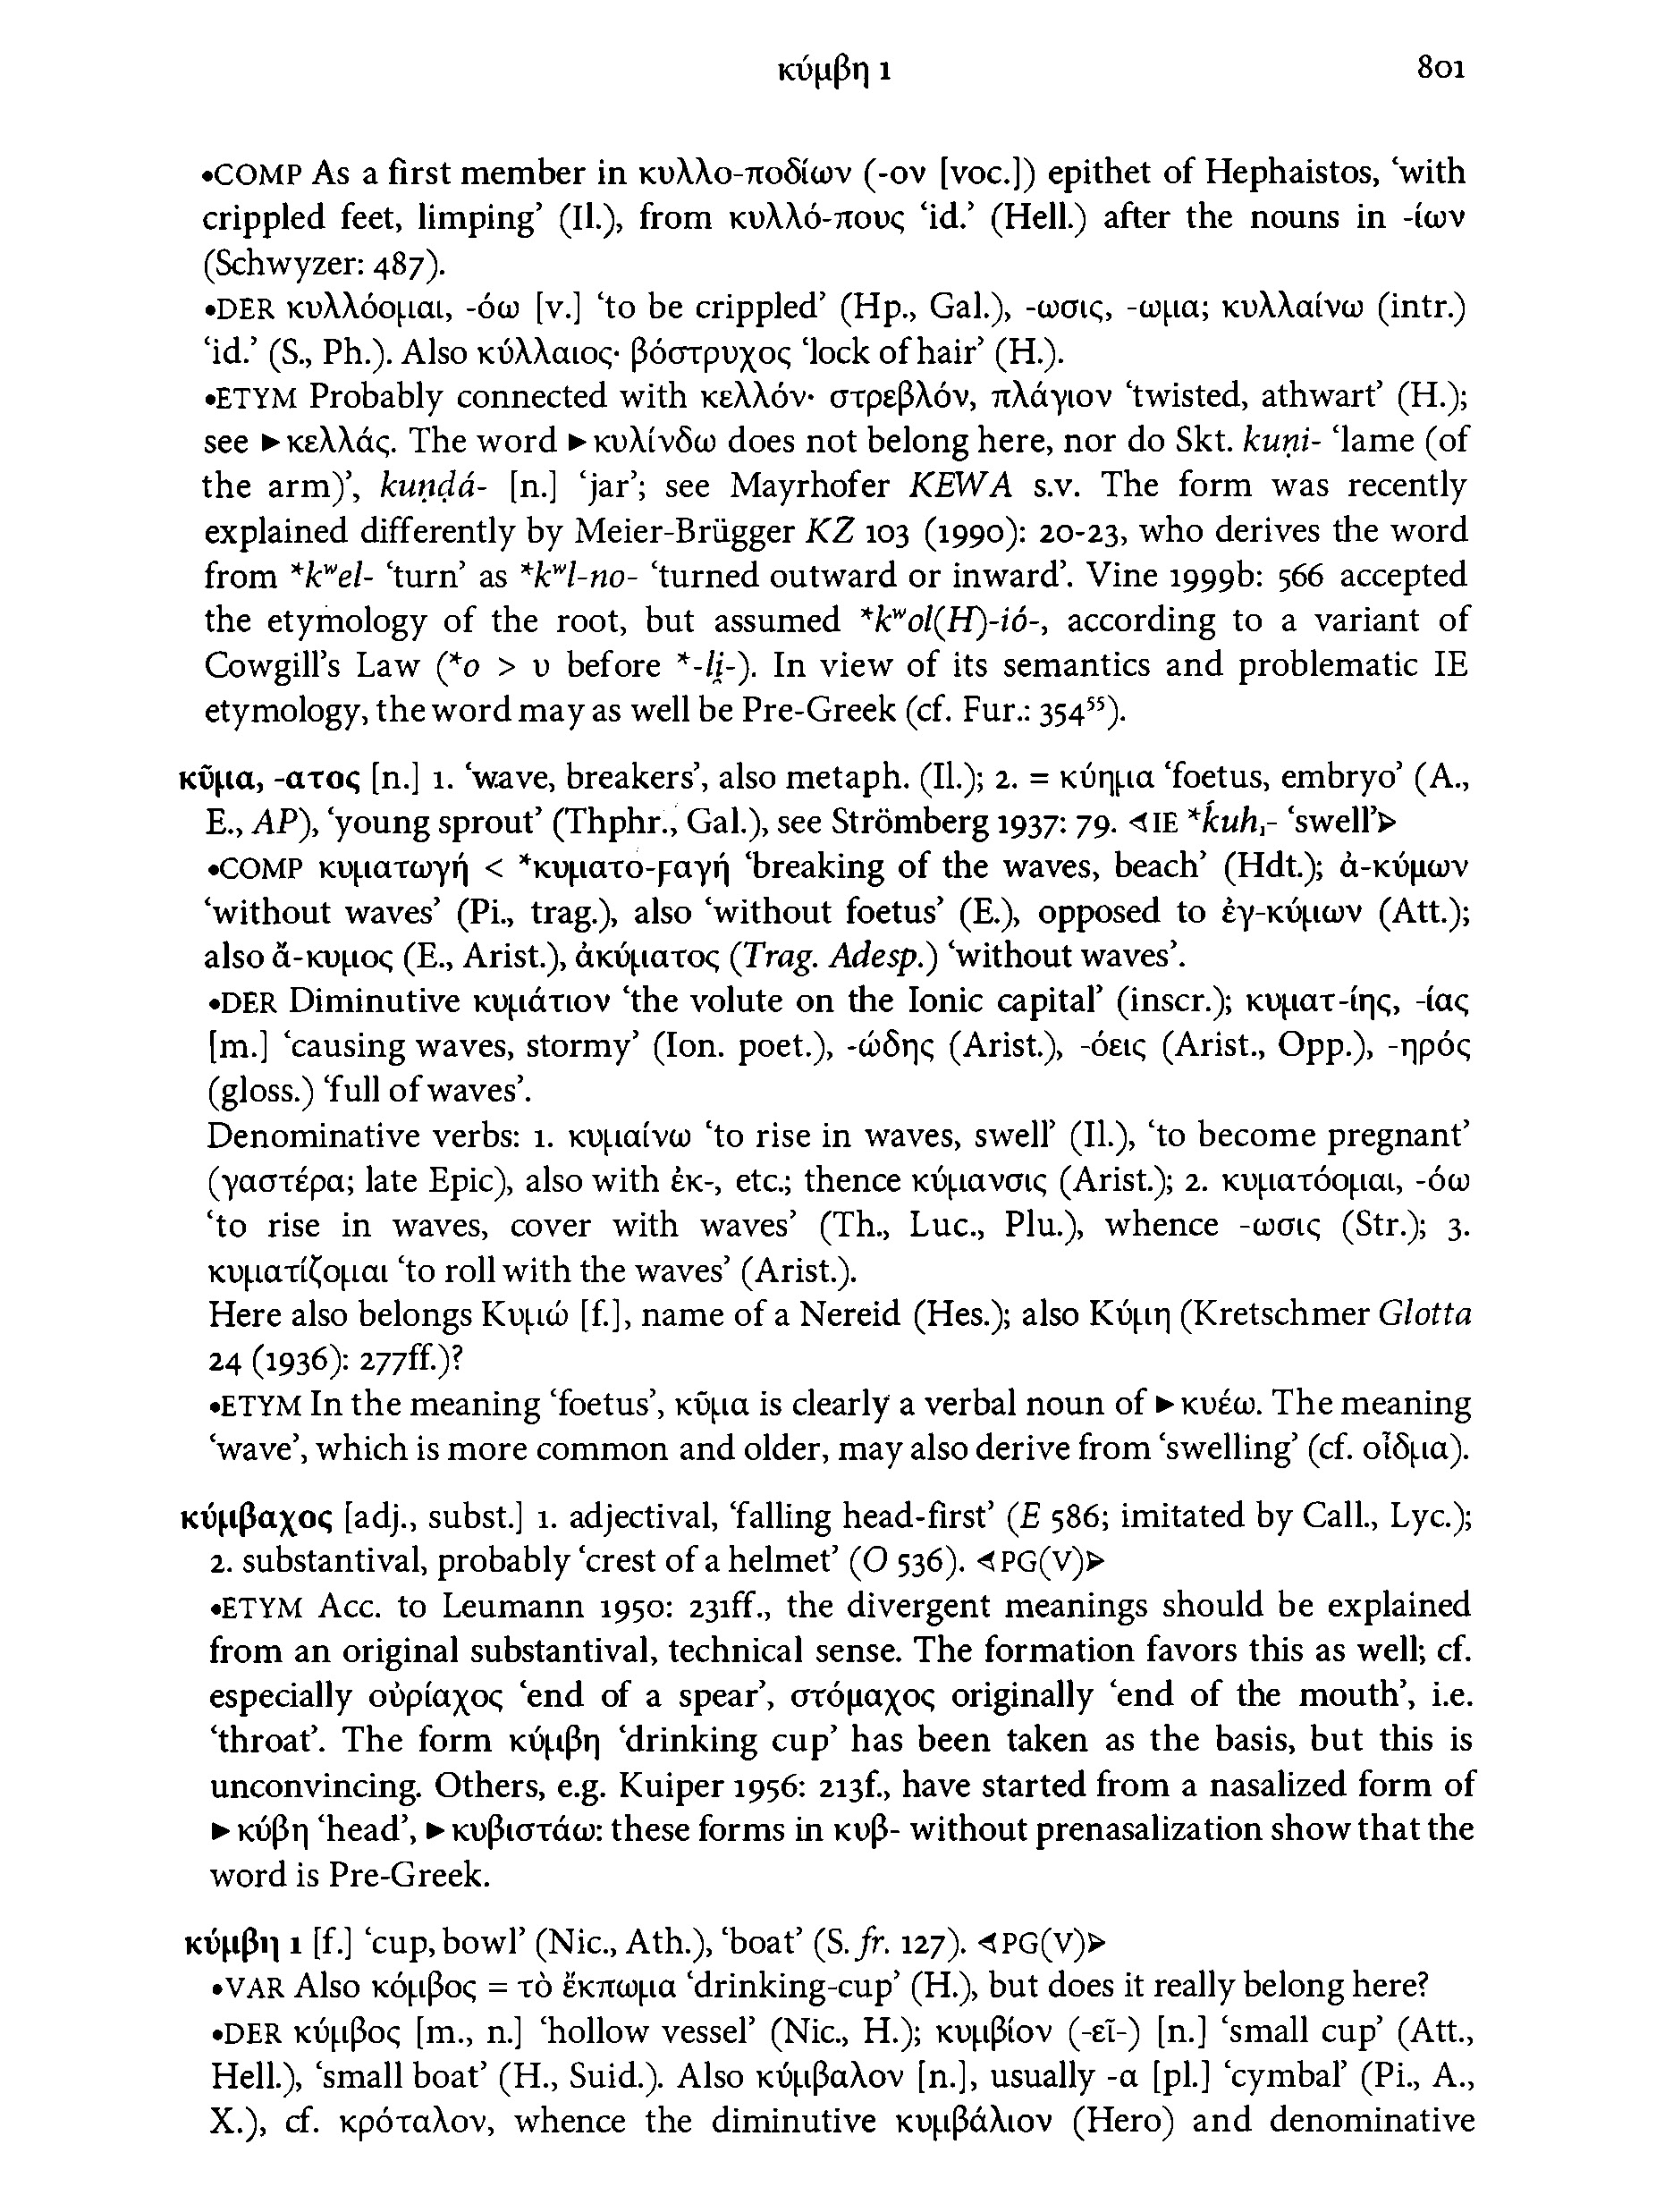 κύμβη 1 801
•COMP As a first member in κυλλο-ποδίων (-ον [voc.]) epithet of Hephaistos, ‘with
crippled feet, limping’ (Il.), from κυλλό-πους ‘id.’ (Hell.) after the nouns in -ίων
(Schwyzer: 487).
•DER κυλλόομαι, -όω [v.] ‘to be crippled’ (Hp., Gal.), -ωσις, -ωμα; κυλλαίνω (intr.)
‘id.’ (S., Ph.). Also κύλλαιος· βόστρυχος ‘lock of hair’ (H.).
•ETYM Probably connected with κελλόν· στρεβλόν, πλάγιον ‘twisted, athwart’ (H.);
see ►κελλάς. The word ►κυλίνδω does not belong here, nor do Skt. kuṇi- ‘lame (of
the arm)’, kuṇḍá- [n.] ‘jar’; see Mayrhofer KEWA s.v. The form was recently
explained differently by Meier-Brügger KZ 103 (1990): 20-23, who derives the word
from *kʷel- ‘turn’ as *kʷl-no- ‘turned outward or inward’. Vine 1999b: 566 accepted
the etymology of the root, but assumed *kʷol(H)-ió-, according to a variant of
Cowgill’s Law (*o > υ before *-li̯-). In view of its semantics and problematic IE
etymology, the word may as well be Pre-Greek (cf. Fur.: 354⁵⁵).
κῦμα, -ατος [n.] 1. ‘wave, breakers’, also metaph. (Il.); 2. = κύημα ‘foetus, embryo’ (A.,
E., AP), ‘young sprout’ (Thphr., Gal.), see Strömberg 1937: 79. ◄IE *ḱuh₁- ‘swell’►
•COMP κυματωγή < *κυματο-ϝαγή ‘breaking of the waves, beach’ (Hdt.); ἀ-κύμων
‘without waves’ (Pi., trag.), also ‘without foetus’ (E.), opposed to ἐγ-κύμων (Att.);
also ἄ-κυμος (E., Arist.), ἀκύματος (Trag. Adesp.) ‘without waves’.
•DER Diminutive κυμάτιον ‘the volute on the Ionic capital’ (inscr.); κυματ-ίης, -ίας
[m.] ‘causing waves, stormy’ (Ion. poet.), -ώδης (Arist.), -όεις (Arist., Opp.), -ηρός
(gloss.) ‘full of waves’.
Denominative verbs: 1. κυμαίνω ‘to rise in waves, swell’ (Il.), ‘to become pregnant’
(γαστέρα; late Epic), also with ἐκ-, etc.; thence κύμανσις (Arist.); 2. κυματόομαι, -όω
‘to rise in waves, cover with waves’ (Th., Luc., Plu.), whence -ωσις (Str.); 3.
κυματίζομαι ‘to roll with the waves’ (Arist.).
Here also belongs Κυμώ [f.], name of a Nereid (Hes.); also Κύμη (Kretschmer Glotta
24 (1936): 277ff.)?
•ETYM In the meaning ‘foetus’, κῦμα is clearly a verbal noun of ►κυέω. The meaning
‘wave’, which is more common and older, may also derive from ‘swelling’ (cf. οἶδμα).
κύμβαχος [adj., subst.] 1. adjectival, ‘falling head-first’ (E 586; imitated by Call., Lyc.);
2. substantival, probably ‘crest of a helmet’ (O 536). ◄PG(V)►
•ETYM Acc. to Leumann 1950: 231ff., the divergent meanings should be explained
from an original substantival, technical sense. The formation favors this as well; cf.
especially οὐρίαχος ‘end of a spear’, στόμαχος originally ‘end of the mouth’, i.e.
‘throat’. The form κύμβη ‘drinking cup’ has been taken as the basis, but this is
unconvincing. Others, e.g. Kuiper 1956: 213f., have started from a nasalized form of
►κύβη ‘head’, ►κυβιστάω: these forms in κυβ- without prenasalization show that the
word is Pre-Greek.
κύμβη 1 [f.] ‘cup, bowl’ (Nic., Ath.), ‘boat’ (S. fr. 127). ◄PG(V)►
•VAR Also κόμβος = τὸ ἔκπωμα ‘drinking-cup’ (H.), but does it really belong here?
•DER κύμβος [m., n.] ‘hollow vessel’ (Nic., H.); κυμβίον (-εῖ-) [n.] ‘small cup’ (Att.,
Hell.), ‘small boat’ (H., Suid.). Also κύμβαλον [n.], usually -α [pl.] ‘cymbal’ (Pi., A.,
X.), cf. κρόταλον, whence the diminutive κυμβάλιον (Hero) and denominative